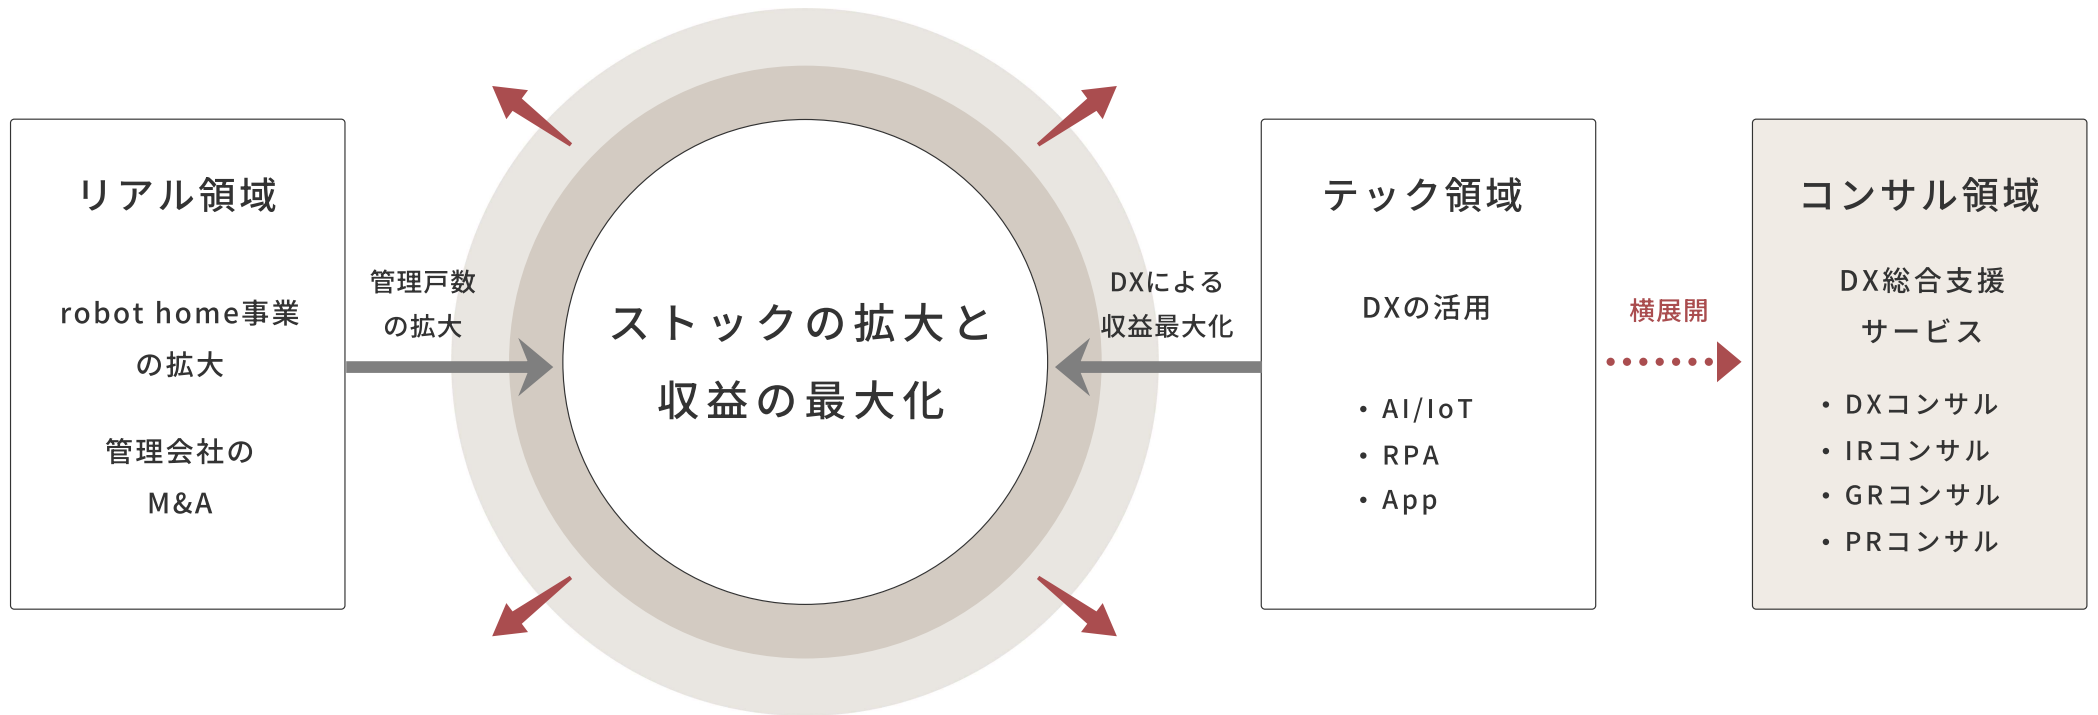 リアル領域
robot home事業
の拡大
管理会社の
M&A
管理戸数
の拡大
ストックの拡大と
収益の最大化
DXによる
収益最大化
テック領域
DXの活用
・AI/IoT
・RPA
・App
横展開
コンサル領域
DX総合支援
サービス
・DXコンサル
・IRコンサル
・GRコンサル
・PRコンサル